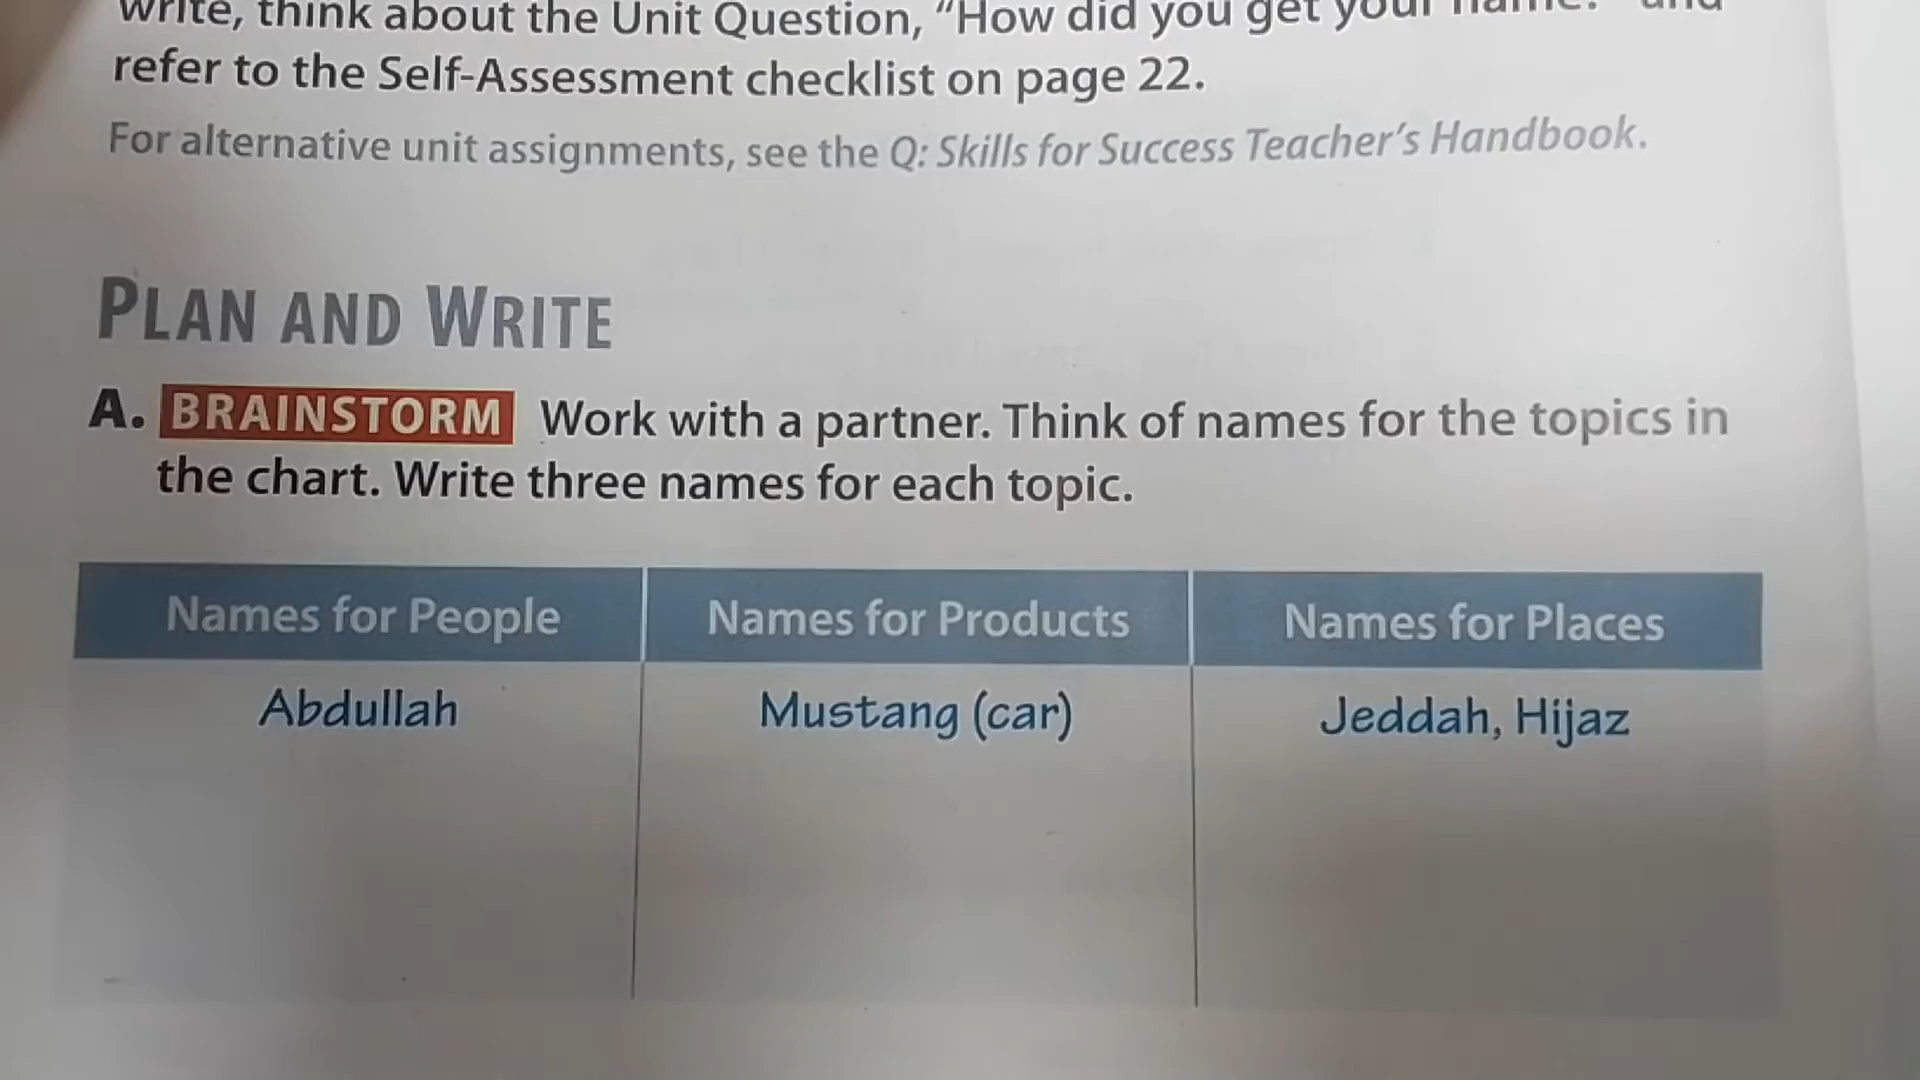 write, think about the Unit Question, “How did you get your name?” and
refer to the Self-Assessment checklist on page 22.
For alternative unit assignments, see the Q: Skills for Success Teacher’s Handbook.
PLAN AND WRITE
A. BRAINSTORM Work with a partner. Think of names for the topics in
the chart. Write three names for each topic.
Names for People Names for Products Names for Places
Abdullah Mustang (car) Jeddah, Hijaz